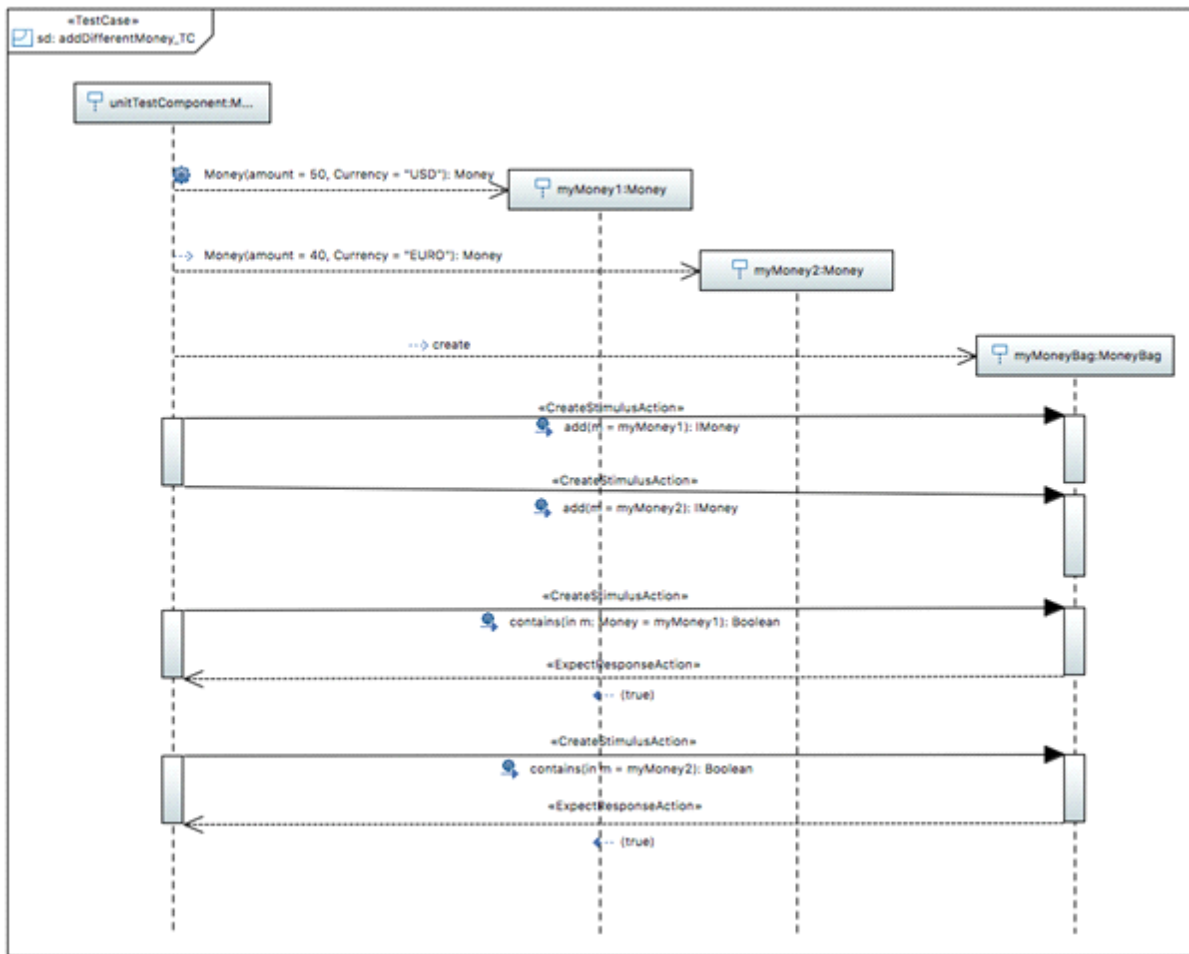 «TestCase»
sd: addDifferentMoney_TC
unitTestComponent:M...
Money(amount = 50, Currency = "USD"): Money
myMoney1:Money
Money(amount = 40, Currency = "EURO"): Money
myMoney2:Money
create
myMoneyBag:MoneyBag
«CreateStimulusAction»
add(m = myMoney1): IMoney
«CreateStimulusAction»
add(m = myMoney2): IMoney
«CreateStimulusAction»
contains(in m: Money = myMoney1): Boolean
«ExpectResponseAction»
(true)
«CreateStimulusAction»
contains(in m = myMoney2): Boolean
«ExpectResponseAction»
(true)